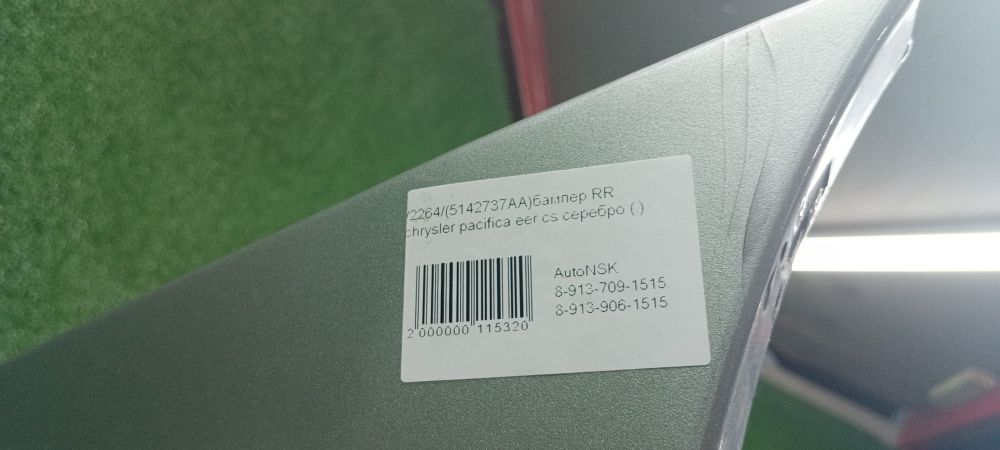 /2264/(5142737AA)бампер RR
chrysler pacifica eer cs серебро ( )
AutoNSK
8-913-709-1515,
8-913-906-1515
2 000000 115320